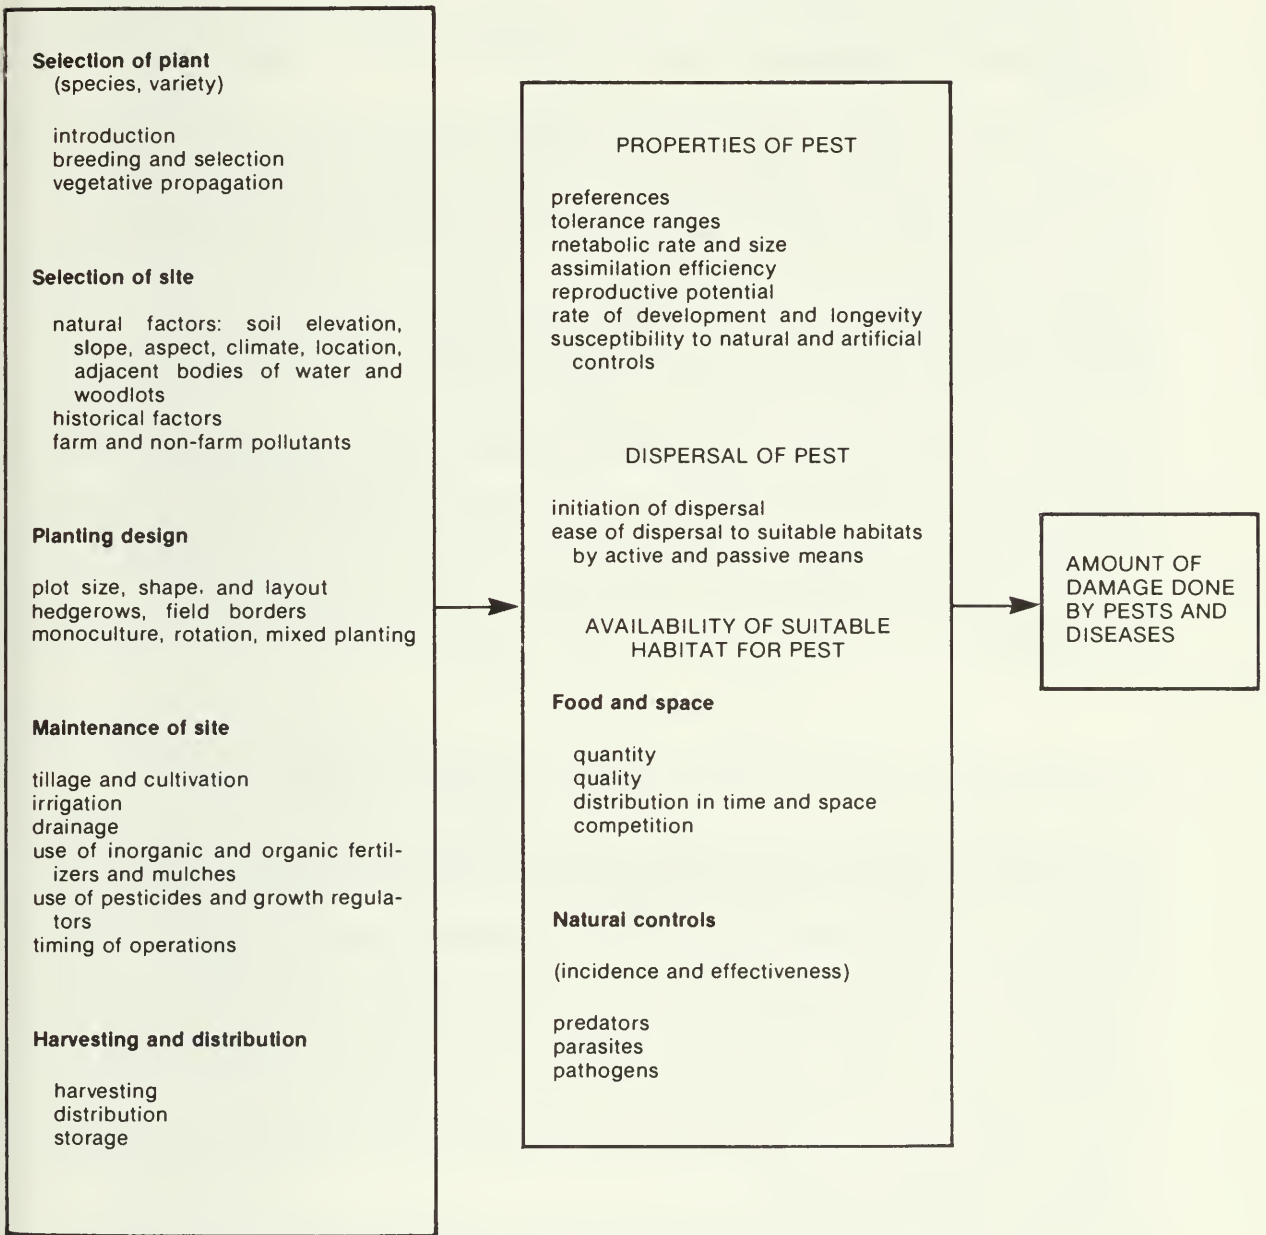 Selection of plant
(species, variety)
introduction
breeding and selection
vegetative propagation
Selection of site
natural factors: soil elevation,
slope, aspect, climate, location,
adjacent bodies of water and
woodlots
historical factors
farm and non-farm pollutants
Planting design
plot size, shape, and layout
hedgerows, field borders
monoculture, rotation, mixed planting
Maintenance of site
tillage and cultivation
irrigation
drainage
use of inorganic and organic fertil-
izers and mulches
use of pesticides and growth regula-
tors
timing of operations
Harvesting and distribution
harvesting
distribution
storage
PROPERTIES OF PEST
preferences
tolerance ranges
metabolic rate and size
assimilation efficiency
reproductive potential
rate of development and longevity
susceptibility to natural and artificial
controls
DISPERSAL OF PEST
initiation of dispersal
ease of dispersal to suitable habitats
by active and passive means
AVAILABILITY OF SUITABLE
HABITAT FOR PEST
Food and space
quantity
quality
distribution in time and space
competition
Natural controls
(incidence and effectiveness)
predators
parasites
pathogens
AMOUNT OF
DAMAGE DONE
BY PESTS AND
DISEASES